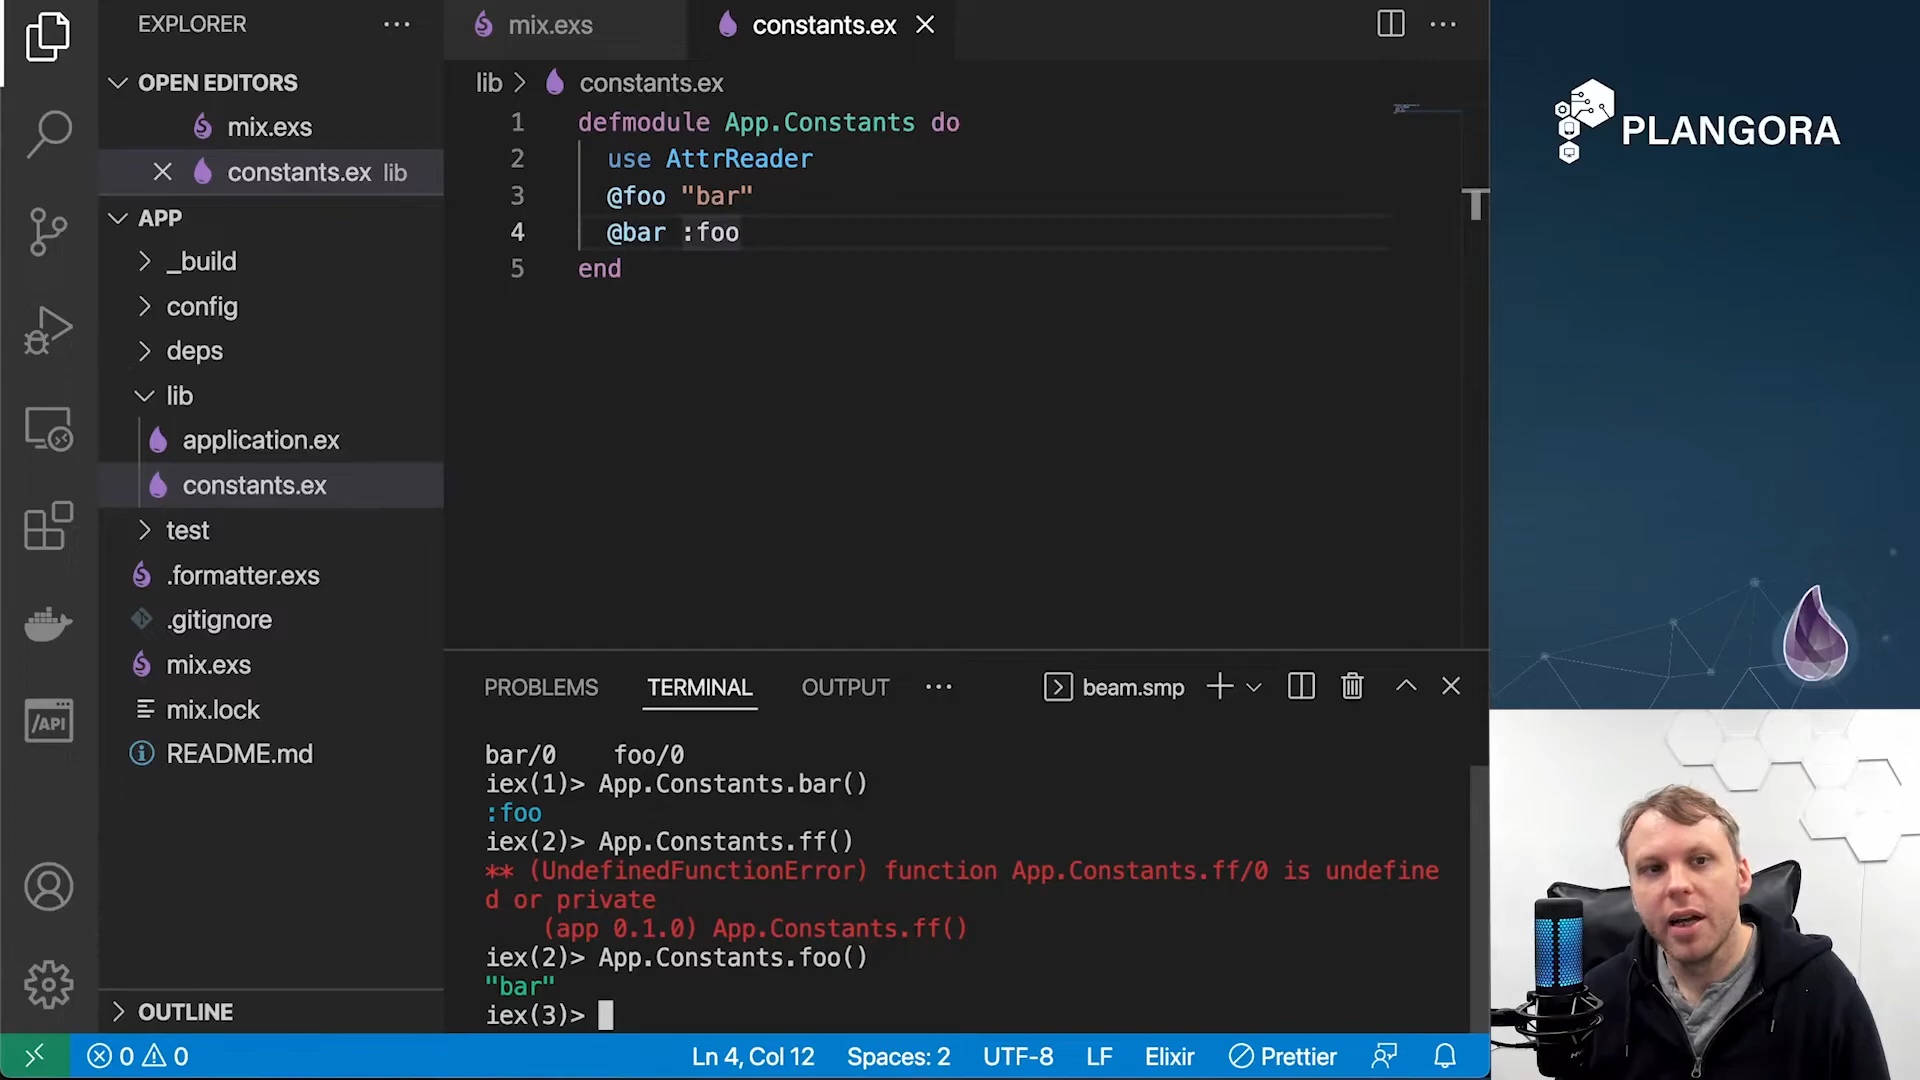 EXPLORER
OPEN EDITORS
mix.exs
constants.ex lib
APP
_build
config
deps
lib
application.ex
constants.ex
test
.formatter.exs
.gitignore
mix.exs
mix.lock
README.md
OUTLINE
/API
mix.exs
constants.ex
lib > constants.ex
1 defmodule App.Constants do
2 use AttrReader
3 @foo "bar"
4 @bar :foo
5 end
PROBLEMS TERMINAL OUTPUT
beam.smp
bar/0 foo/0
iex(1)> App.Constants.bar()
:foo
iex(2)> App.Constants.ff()
** (UndefinedFunctionError) function App.Constants.ff/0 is undefine
d or private
(app 0.1.0) App.Constants.ff()
iex(2)> App.Constants.foo()
"bar"
iex(3)>
0 0
Ln 4, Col 12 Spaces: 2 UTF-8 LF Elixir Prettier
PLANGORA